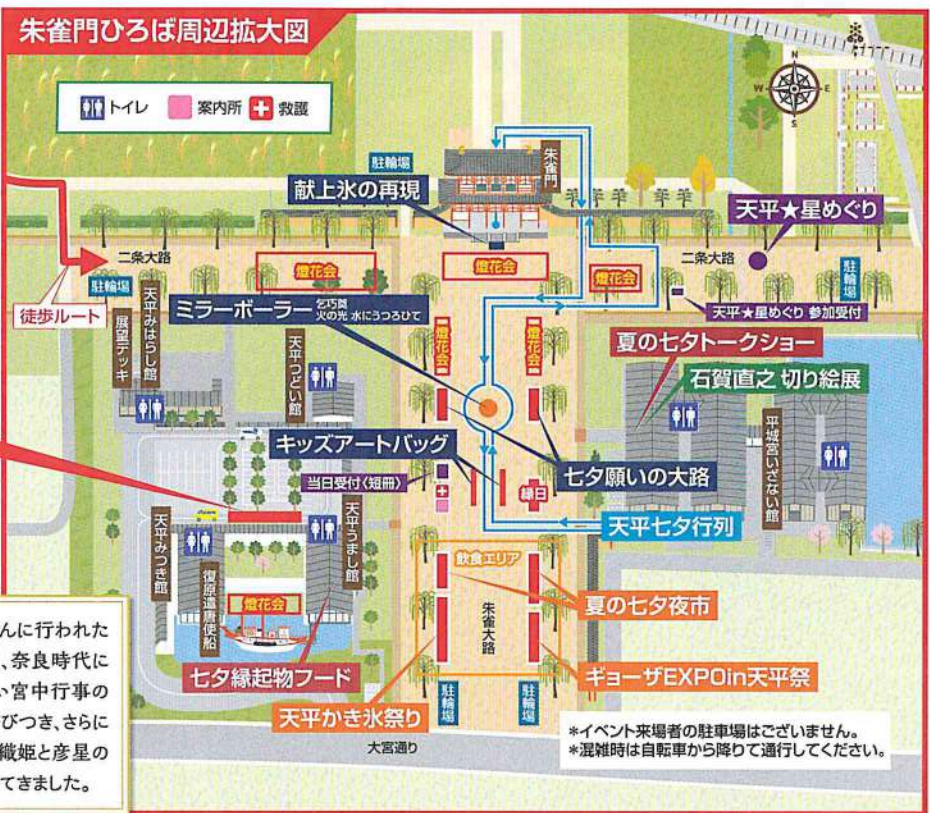 朱雀門ひろば周辺拡大図
トイレ 案内所 救護
N
W E
S
駐輪場
朱雀門
献上氷の再現
天平★星めぐり
二条大路
燈花会
燈花会
燈花会
二条大路
駐輪場
駐輪場
徒歩ルート
天平みはらし館
展望デッキ
ミラーボーラー 乞巧奠
火の光 水にうつろひて
天平★星めぐり 参加受付
天平つどい館
燈花会
燈花会
夏の七夕トークショー
石賀直之 切り絵展
平城宮いざない館
キッズアートバッグ
七夕願いの大路
当日受付〈短冊〉
縁日
天平七夕行列
天平みつき館
復原遣唐使船
天平うまし館
燈花会
飲食エリア
朱雀大路
夏の七夕夜市
七夕縁起物フード
ギョーザEXPOin天平祭
天平かき氷祭り
駐輪場
駐輪場
大宮通り
*イベント来場者の駐車場はございません。
*混雑時は自転車から降りて通行してください。
んに行われた
、奈良時代に
い宮中行事の
びつき、さらに
織姫と彦星の
てきました。